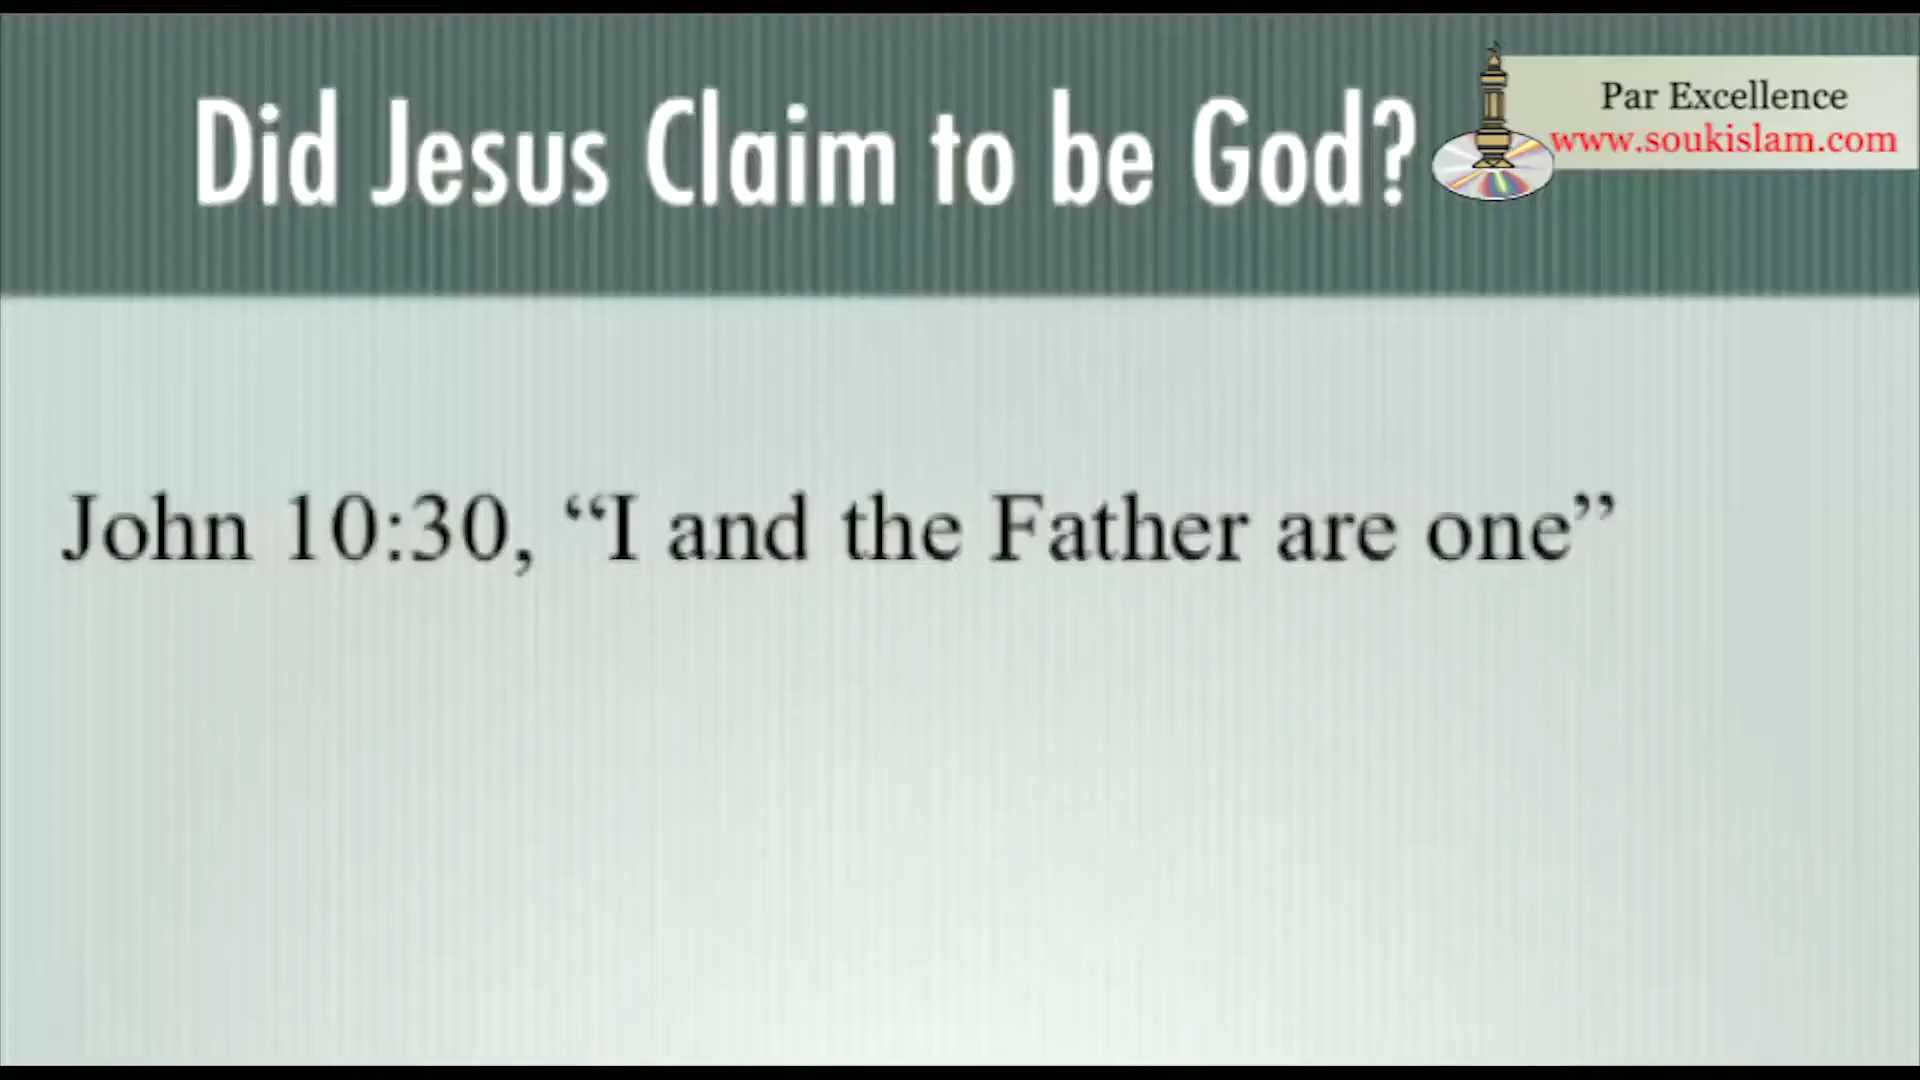 Did Jesus Claim to be God?
Par Excellence
www.soukislam.com
John 10:30, “I and the Father are one”